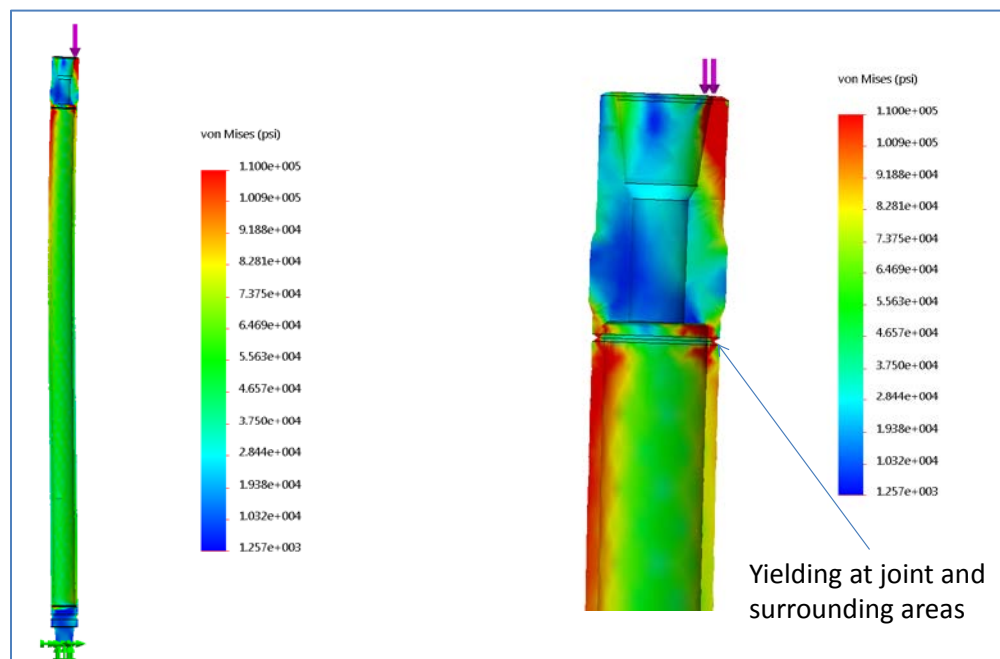 von Mises (psi)
1.100e+005
1.009e+005
9.188e+004
8.281e+004
7.375e+004
6.469e+004
5.563e+004
4.657e+004
3.750e+004
2.844e+004
1.938e+004
1.032e+004
1.257e+003
von Mises (psi)
1.100e+005
1.009e+005
9.188e+004
8.281e+004
7.375e+004
6.469e+004
5.563e+004
4.657e+004
3.750e+004
2.844e+004
1.938e+004
1.032e+004
1.257e+003
Yielding at joint and
surrounding areas